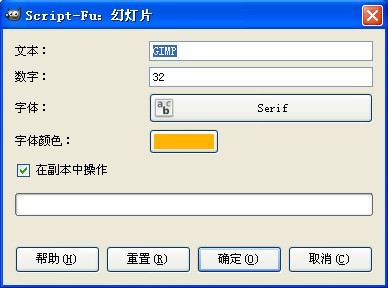 Script-Fu: 幻灯片
文本： GIMP
数字： 32
字体： abc Serif
字体颜色：
在副本中操作
帮助(H) 重置(R) 确定(O) 取消(C)